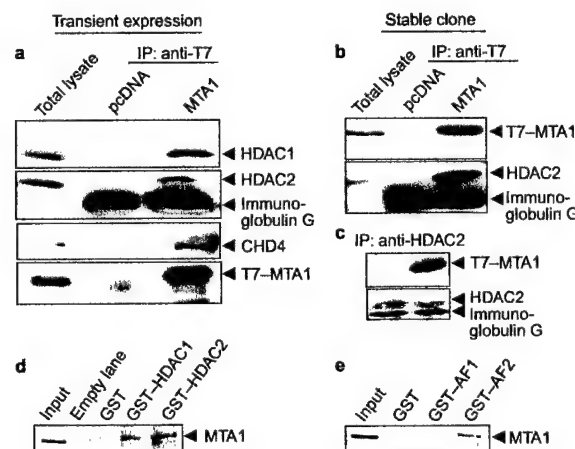 Transient expression
a
IP: anti-T7
Total lysate
pcDNA
MTA1
HDAC1
HDAC2
Immuno-
globulin G
CHD4
T7–MTA1
Stable clone
b
IP: anti-T7
Total lysate
pcDNA
MTA1
T7–MTA1
HDAC2
Immuno-
globulin G
c
IP: anti-HDAC2
T7–MTA1
HDAC2
Immuno-
globulin G
d
Input
Empty lane
GST
GST–HDAC1
GST–HDAC2
MTA1
e
Input
GST
GST–AF1
GST–AF2
MTA1